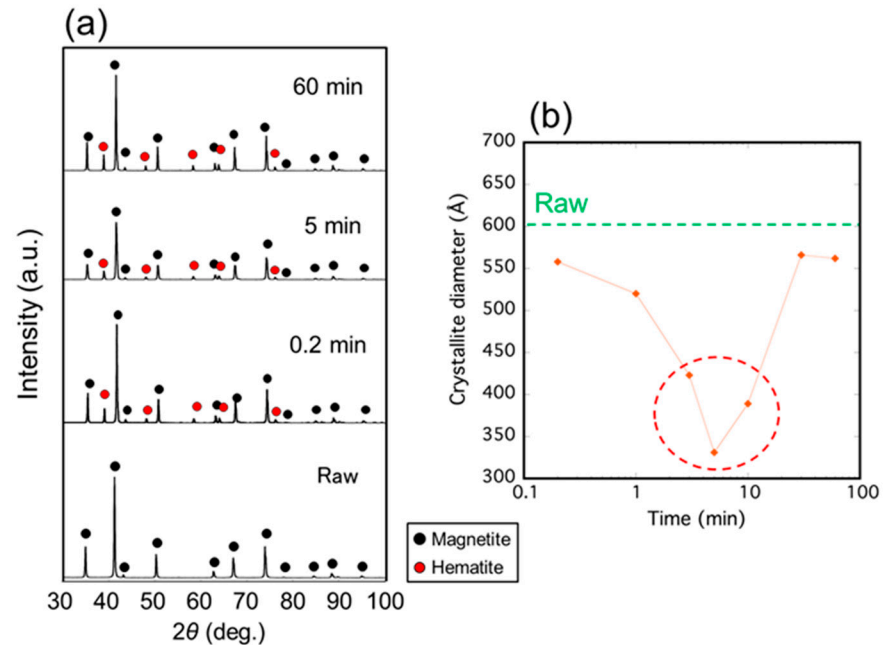 (a)
60 min
5 min
0.2 min
Raw
Intensity (a.u.)
30 40 50 60 70 80 90 100
2θ (deg.)
Magnetite
Hematite
(b)
700
650
600
550
500
450
400
350
300
Raw
Crystallite diameter (Å)
0.1 1 10 100
Time (min)